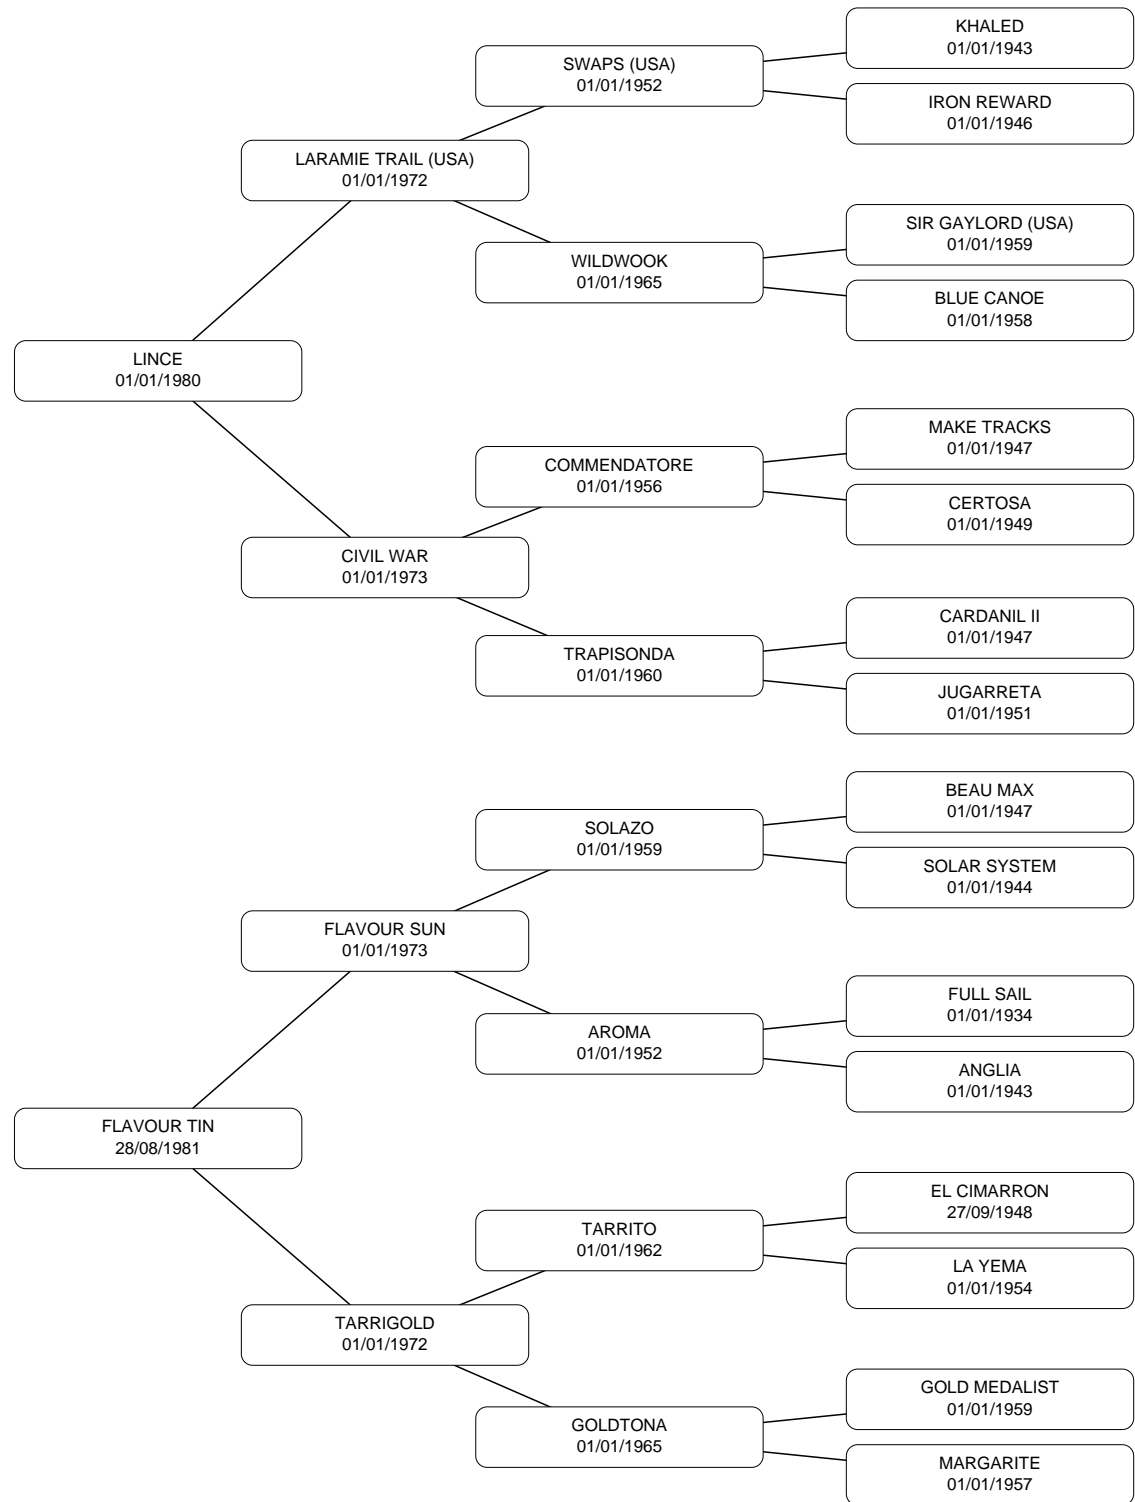 KHALED
01/01/1943
SWAPS (USA)
01/01/1952
IRON REWARD
01/01/1946
LARAMIE TRAIL (USA)
01/01/1972
SIR GAYLORD (USA)
01/01/1959
WILDWOOK
01/01/1965
BLUE CANOE
01/01/1958
LINCE
01/01/1980
MAKE TRACKS
01/01/1947
COMMENDATORE
01/01/1956
CERTOSA
01/01/1949
CIVIL WAR
01/01/1973
CARDANIL II
01/01/1947
TRAPISONDA
01/01/1960
JUGARRETA
01/01/1951
BEAU MAX
01/01/1947
SOLAZO
01/01/1959
SOLAR SYSTEM
01/01/1944
FLAVOUR SUN
01/01/1973
FULL SAIL
01/01/1934
AROMA
01/01/1952
ANGLIA
01/01/1943
FLAVOUR TIN
28/08/1981
EL CIMARRON
27/09/1948
TARRITO
01/01/1962
LA YEMA
01/01/1954
TARRIGOLD
01/01/1972
GOLD MEDALIST
01/01/1959
GOLDTONA
01/01/1965
MARGARITE
01/01/1957